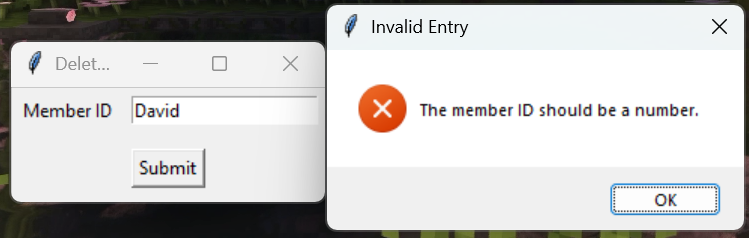 Delet...
Member ID David
Submit
Invalid Entry
The member ID should be a number.
OK